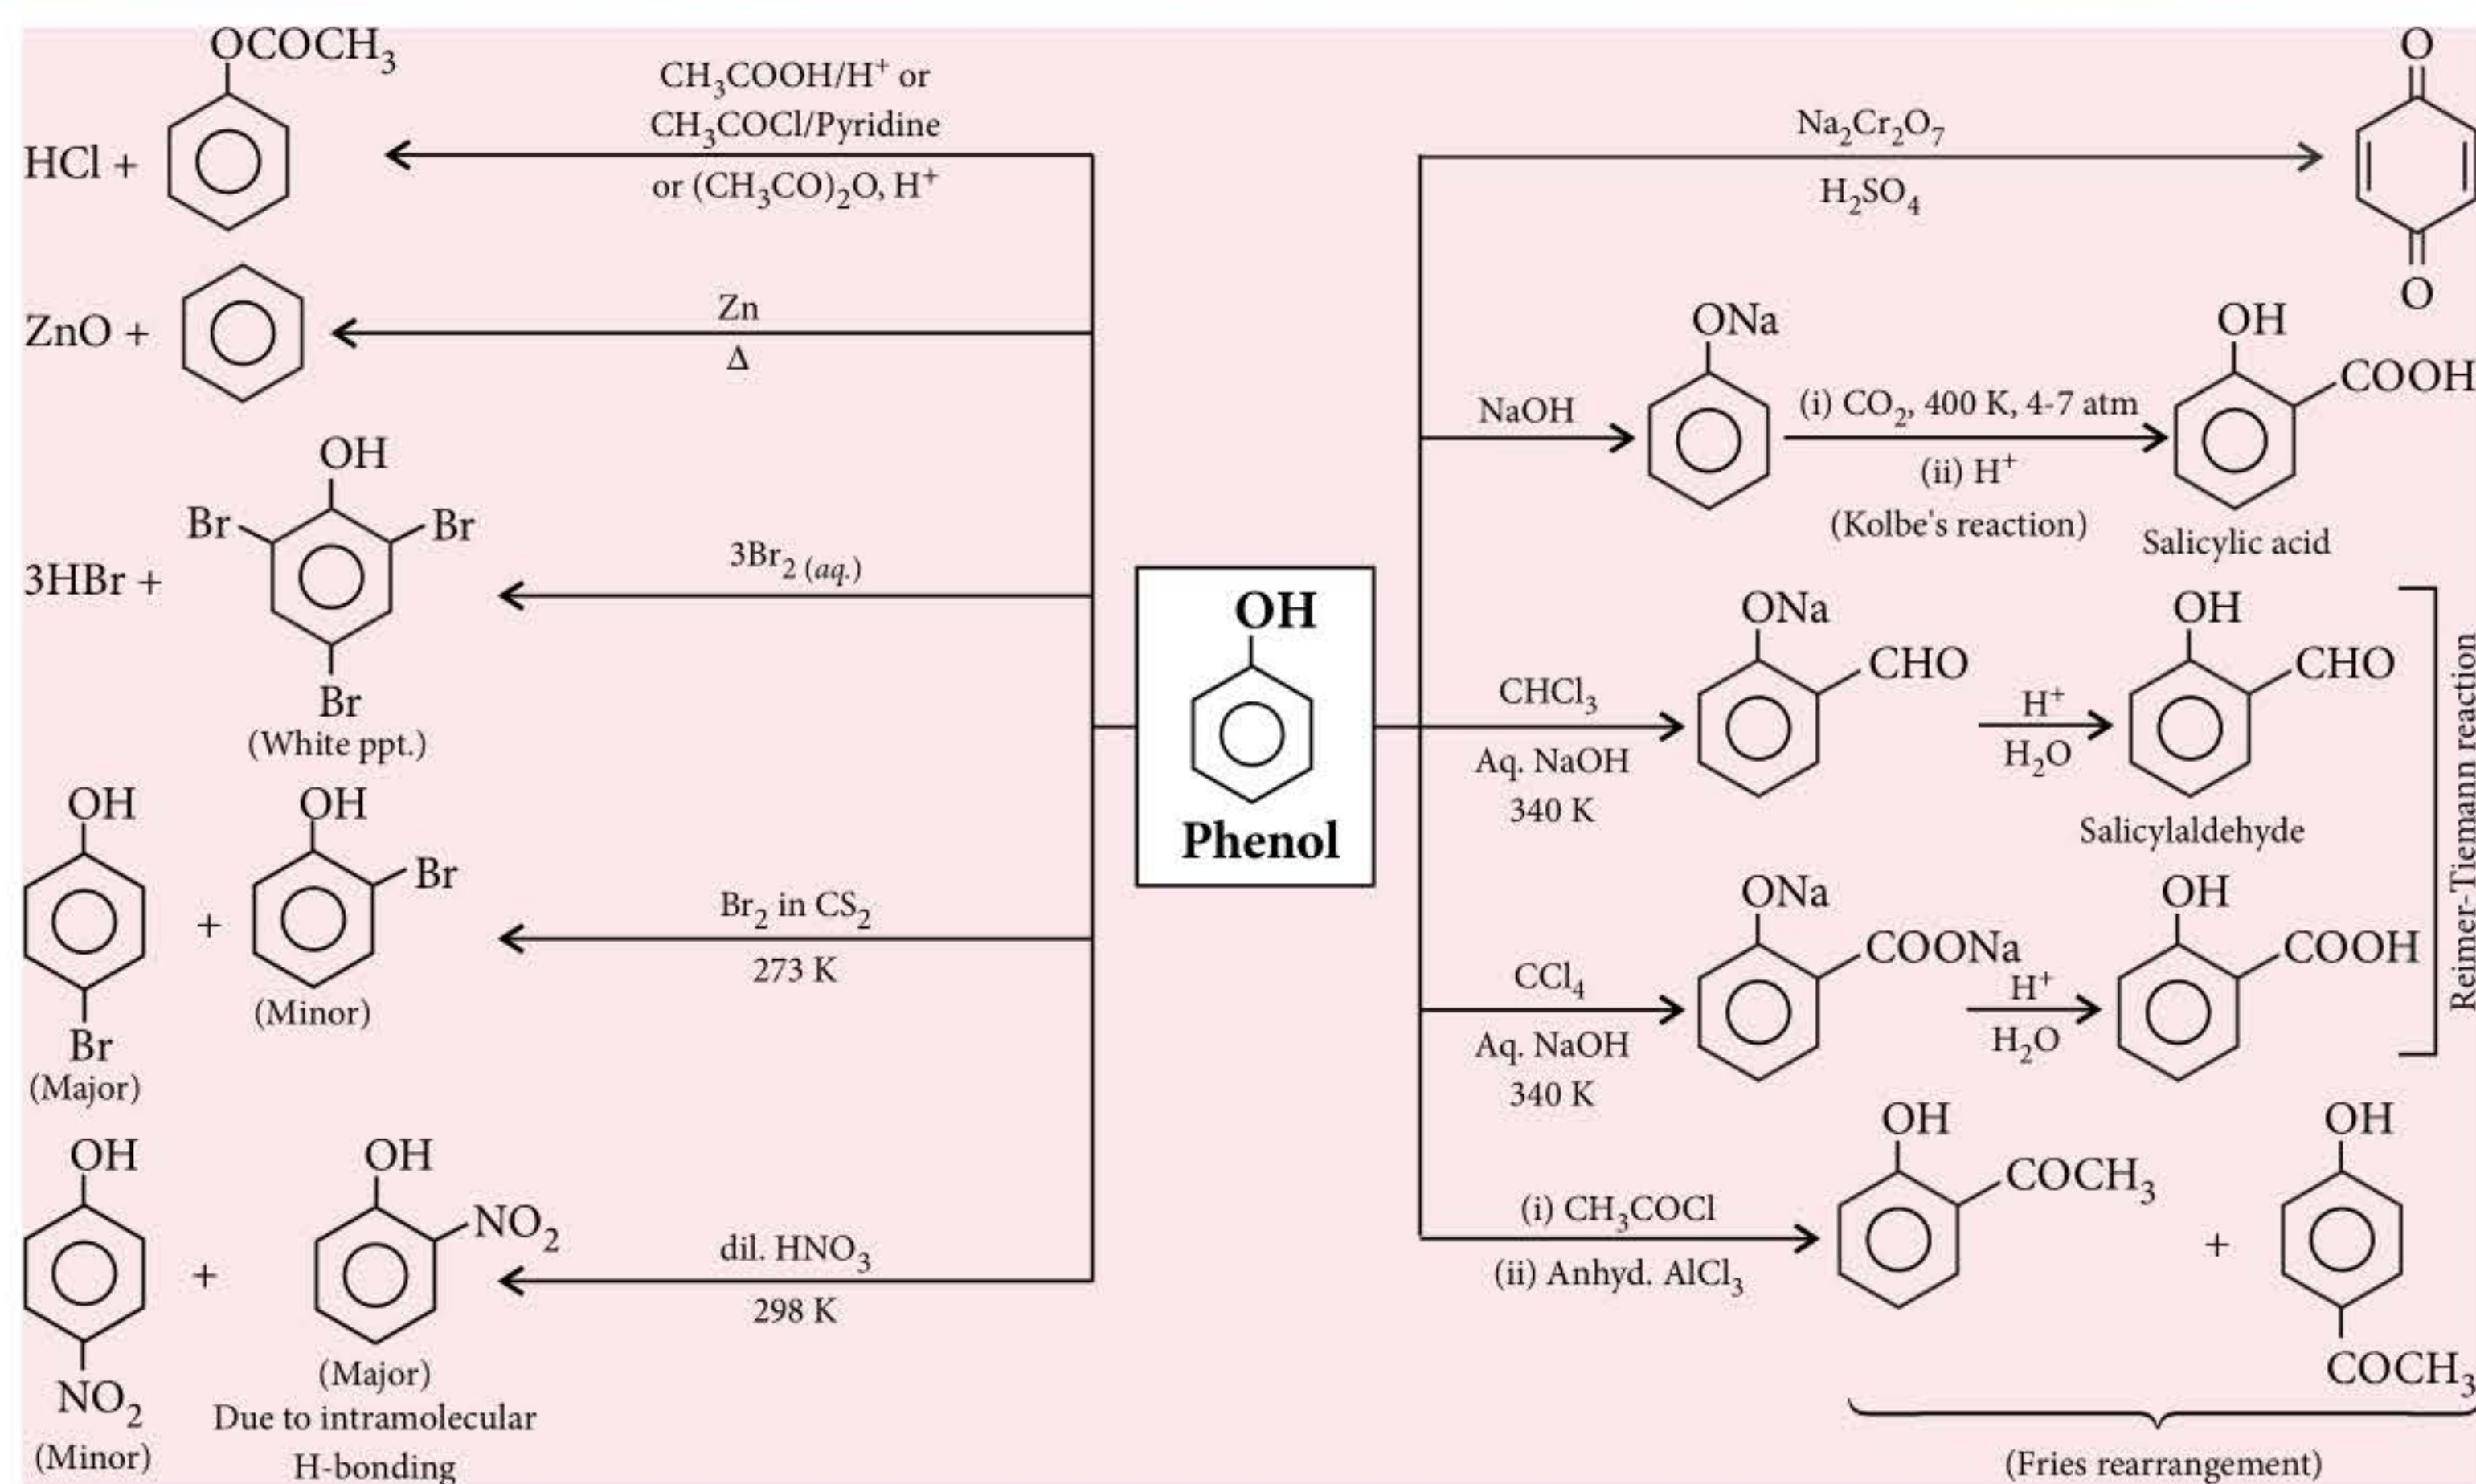 OCOCH₃
HCl +
CH₃COOH/H⁺ or
CH₃COCl/Pyridine
or (CH₃CO)₂O, H⁺
ZnO +
Zn
Δ
OH
Br
Br
3HBr +
3Br₂ (aq.)
Br
(White ppt.)
OH
OH
Br
+
Br₂ in CS₂
273 K
(Minor)
Br
(Major)
OH
OH
NO₂
+
dil. HNO₃
298 K
(Major)
NO₂
Due to intramolecular
(Minor)
H-bonding
OH
Phenol
Na₂Cr₂O₇
H₂SO₄
O
O
NaOH
ONa
(i) CO₂, 400 K, 4-7 atm
(ii) H⁺
(Kolbe's reaction)
OH
COOH
Salicylic acid
CHCl₃
Aq. NaOH
340 K
ONa
CHO
H⁺
H₂O
OH
CHO
Salicylaldehyde
CCl₄
Aq. NaOH
340 K
ONa
COONa
H⁺
H₂O
OH
COOH
Reimer-Tiemann reaction
(i) CH₃COCl
(ii) Anhyd. AlCl₃
OH
COCH₃
+
OH
COCH₃
(Fries rearrangement)